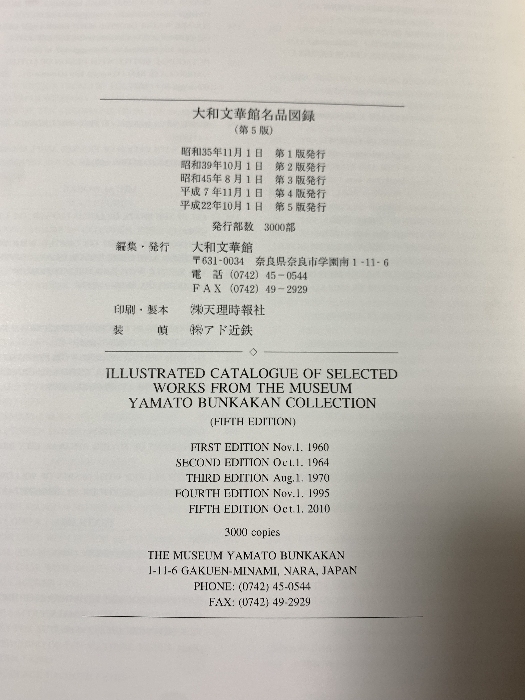 大和文華館名品図録
（第5版）
昭和35年11月1日 第1版発行
昭和39年10月1日 第2版発行
昭和45年8月1日 第3版発行
平成7年11月1日 第4版発行
平成22年10月1日 第5版発行
発行部数 3000部
編集・発行 大和文華館
〒631-0034 奈良県奈良市学園南1-11-6
電話（0742）45-0544
FAX（0742）49-2929
印刷・製本 ㈱天理時報社
装幀 ㈱アド近鉄
ILLUSTRATED CATALOGUE OF SELECTED
WORKS FROM THE MUSEUM
YAMATO BUNKAKAN COLLECTION
(FIFTH EDITION)
FIRST EDITION Nov.1. 1960
SECOND EDITION Oct.1. 1964
THIRD EDITION Aug.1. 1970
FOURTH EDITION Nov.1. 1995
FIFTH EDITION Oct.1. 2010
3000 copies
THE MUSEUM YAMATO BUNKAKAN
1-11-6 GAKUEN-MINAMI, NARA, JAPAN
PHONE: (0742) 45-0544
FAX: (0742) 49-2929